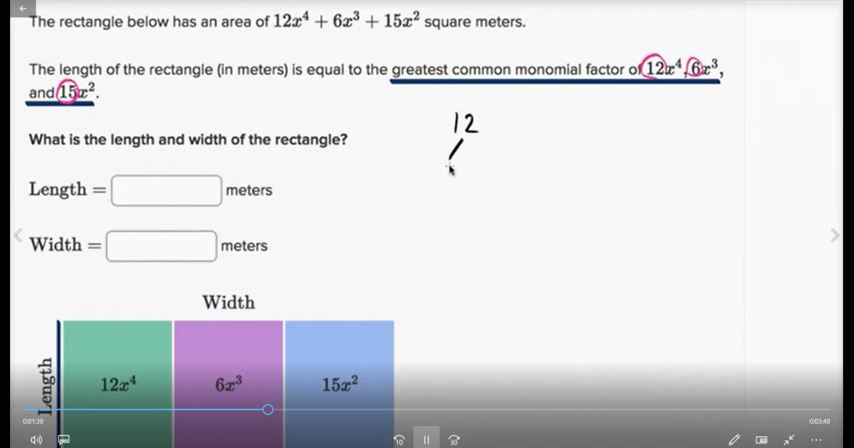 The rectangle below has an area of 12x⁴ + 6x³ + 15x² square meters.
The length of the rectangle (in meters) is equal to the greatest common monomial factor of 12x⁴, 6x³,
and 15x².
12
What is the length and width of the rectangle?
Length = meters
Width = meters
Width
Length
12x⁴ 6x³ 15x²
0:01:38 0:03:48
10 30